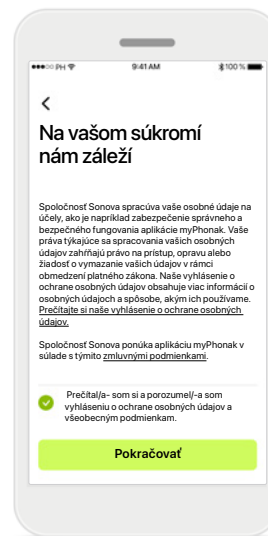 PH 9:41 AM 100 %
Na vašom súkromí
nám záleží
Spoločnosť Sonova spracúva vaše osobné údaje na
účely, ako je napríklad zabezpečenie správneho a
bezpečného fungovania aplikácie myPhonak. Vaše
práva týkajúce sa spracovania vašich osobných
údajov zahŕňajú právo na prístup, opravu alebo
žiadosť o vymazanie vašich údajov v rámci
obmedzení platného zákona. Naše vyhlásenie o
ochrane osobných údajov obsahuje viac informácií o
osobných údajoch a spôsobe, akým ich používame.
Prečítajte si naše vyhlásenie o ochrane osobných
údajov.
Spoločnosť Sonova ponúka aplikáciu myPhonak v
súlade s týmito zmluvnými podmienkami.
Prečítal/a- som si a porozumel/-a som
vyhláseniu o ochrane osobných údajov a
všeobecným podmienkam.
Pokračovať